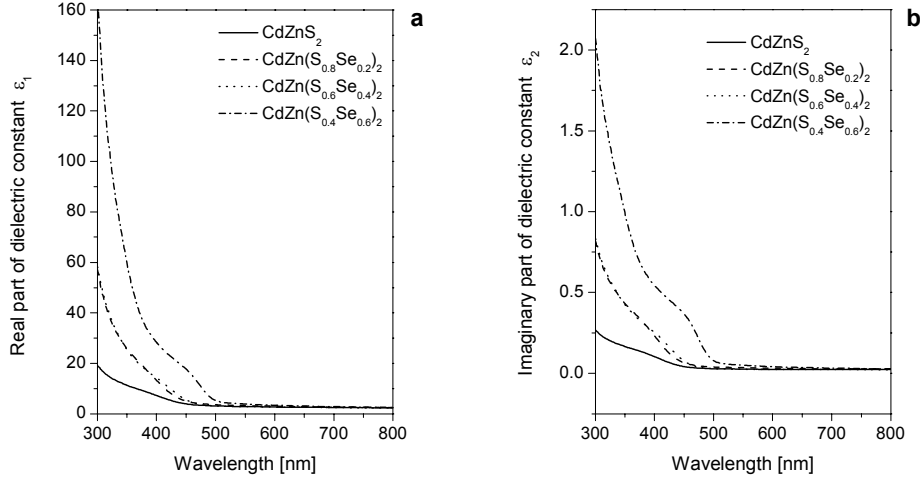 a
160
140
120
100
80
60
40
20
0
Real part of dielectric constant ε₁
CdZnS₂
CdZn(S₀.₈Se₀.₂)₂
CdZn(S₀.₆Se₀.₄)₂
CdZn(S₀.₄Se₀.₆)₂
300 400 500 600 700 800
Wavelength [nm]
b
2.0
1.5
1.0
0.5
0.0
Imaginary part of dielectric constant ε₂
CdZnS₂
CdZn(S₀.₈Se₀.₂)₂
CdZn(S₀.₆Se₀.₄)₂
CdZn(S₀.₄Se₀.₆)₂
300 400 500 600 700 800
Wavelength [nm]